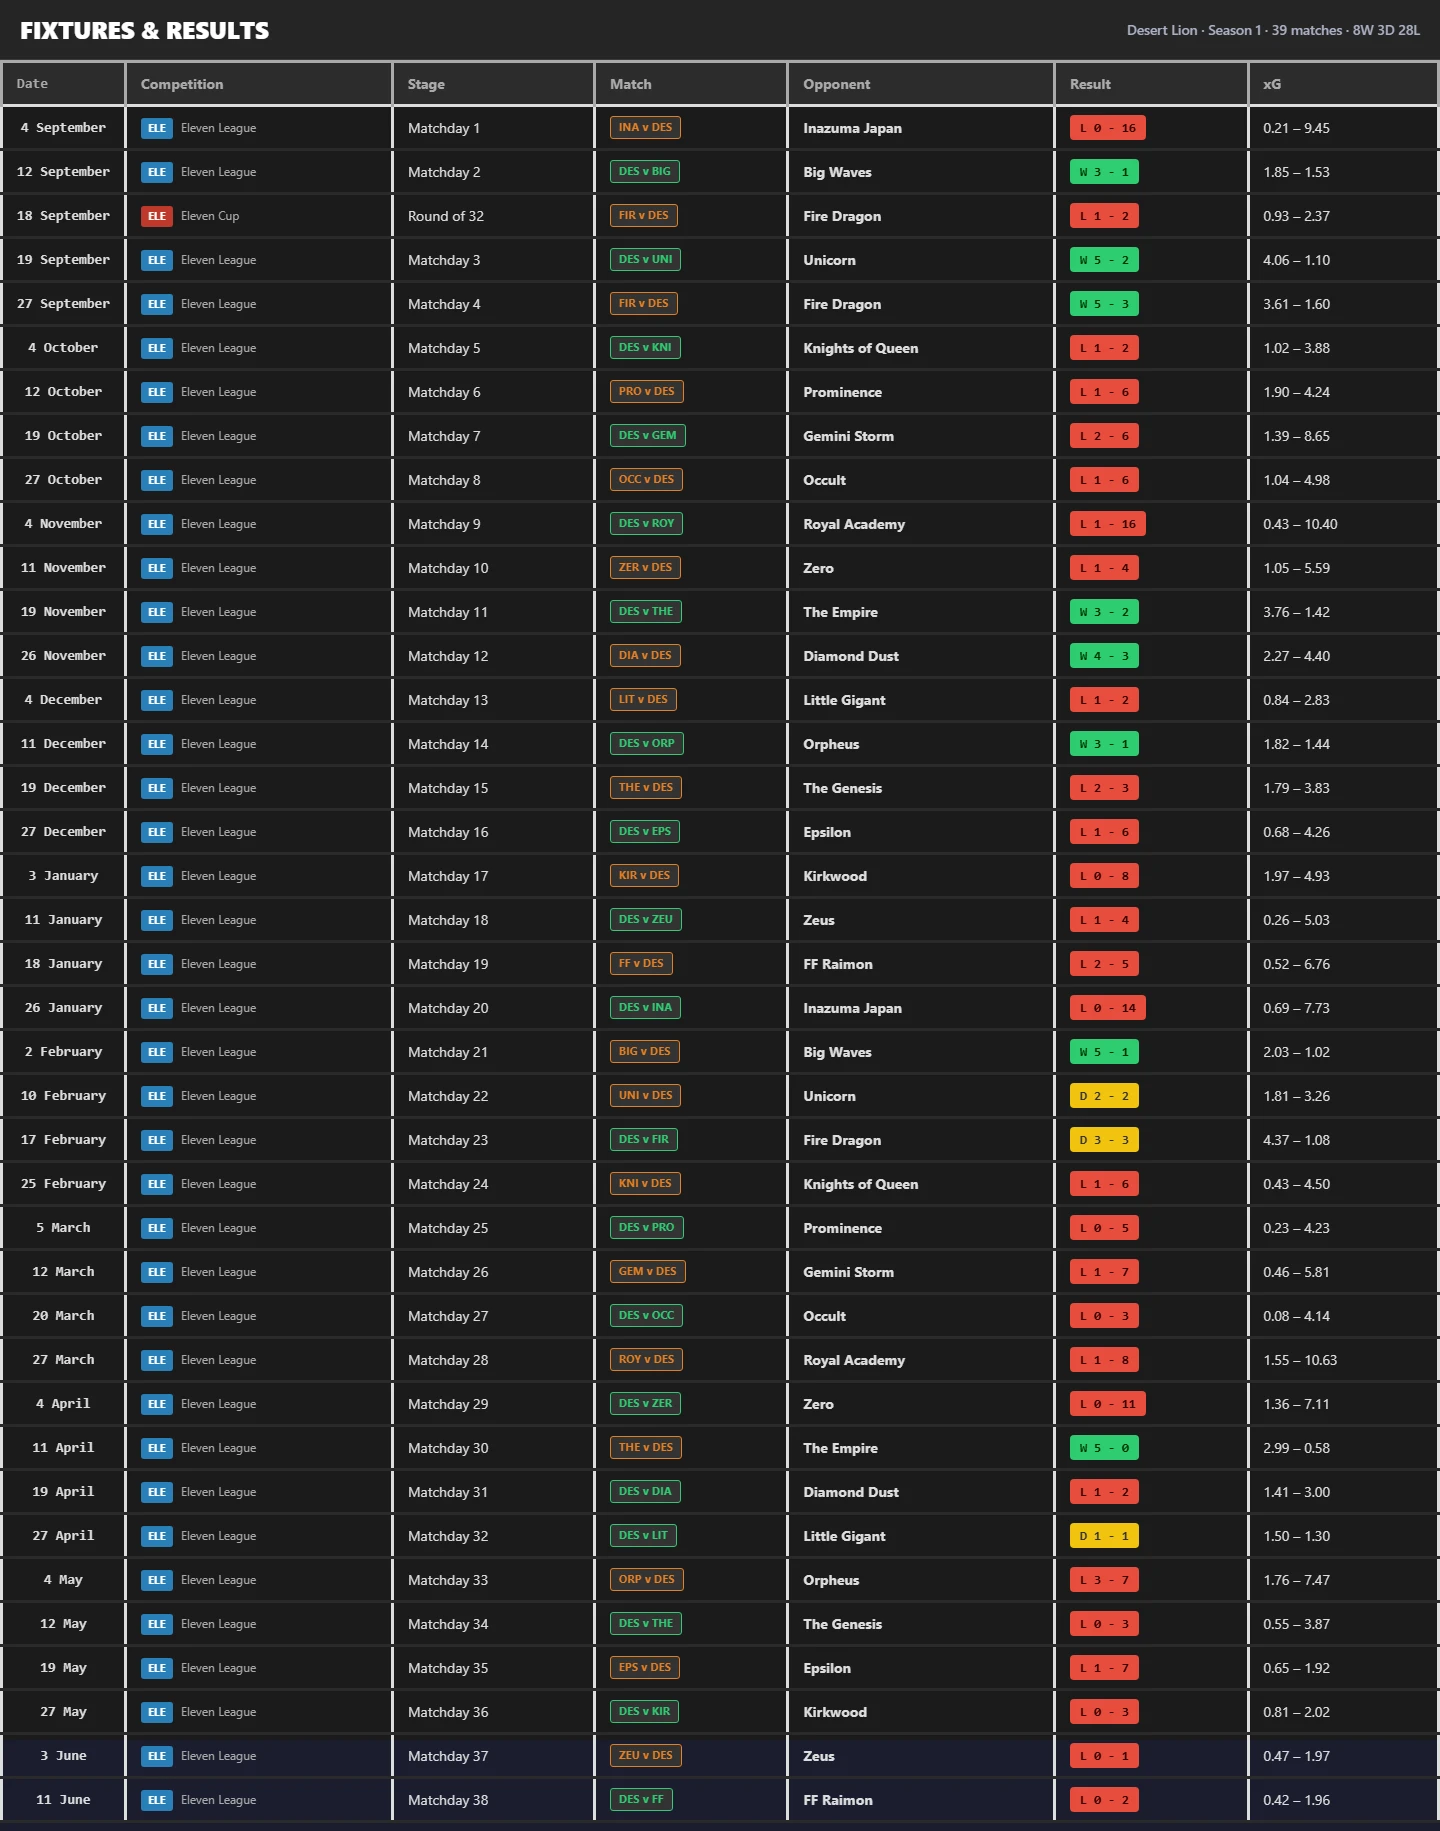 FIXTURES & RESULTS
Desert Lion · Season 1 · 39 matches · 8W 3D 28L
Date Competition Stage Match Opponent Result xG
4 September ELE Eleven League Matchday 1 INA v DES Inazuma Japan L 0 - 16 0.21 – 9.45
12 September ELE Eleven League Matchday 2 DES v BIG Big Waves W 3 - 1 1.85 – 1.53
18 September ELE Eleven Cup Round of 32 FIR v DES Fire Dragon L 1 - 2 0.93 – 2.37
19 September ELE Eleven League Matchday 3 DES v UNI Unicorn W 5 - 2 4.06 – 1.10
27 September ELE Eleven League Matchday 4 FIR v DES Fire Dragon W 5 - 3 3.61 – 1.60
4 October ELE Eleven League Matchday 5 DES v KNI Knights of Queen L 1 - 2 1.02 – 3.88
12 October ELE Eleven League Matchday 6 PRO v DES Prominence L 1 - 6 1.90 – 4.24
19 October ELE Eleven League Matchday 7 DES v GEM Gemini Storm L 2 - 6 1.39 – 8.65
27 October ELE Eleven League Matchday 8 OCC v DES Occult L 1 - 6 1.04 – 4.98
4 November ELE Eleven League Matchday 9 DES v ROY Royal Academy L 1 - 16 0.43 – 10.40
11 November ELE Eleven League Matchday 10 ZER v DES Zero L 1 - 4 1.05 – 5.59
19 November ELE Eleven League Matchday 11 DES v THE The Empire W 3 - 2 3.76 – 1.42
26 November ELE Eleven League Matchday 12 DIA v DES Diamond Dust W 4 - 3 2.27 – 4.40
4 December ELE Eleven League Matchday 13 LIT v DES Little Gigant L 1 - 2 0.84 – 2.83
11 December ELE Eleven League Matchday 14 DES v ORP Orpheus W 3 - 1 1.82 – 1.44
19 December ELE Eleven League Matchday 15 THE v DES The Genesis L 2 - 3 1.79 – 3.83
27 December ELE Eleven League Matchday 16 DES v EPS Epsilon L 1 - 6 0.68 – 4.26
3 January ELE Eleven League Matchday 17 KIR v DES Kirkwood L 0 - 8 1.97 – 4.93
11 January ELE Eleven League Matchday 18 DES v ZEU Zeus L 1 - 4 0.26 – 5.03
18 January ELE Eleven League Matchday 19 FF v DES FF Raimon L 2 - 5 0.52 – 6.76
26 January ELE Eleven League Matchday 20 DES v INA Inazuma Japan L 0 - 14 0.69 – 7.73
2 February ELE Eleven League Matchday 21 BIG v DES Big Waves W 5 - 1 2.03 – 1.02
10 February ELE Eleven League Matchday 22 UNI v DES Unicorn D 2 - 2 1.81 – 3.26
17 February ELE Eleven League Matchday 23 DES v FIR Fire Dragon D 3 - 3 4.37 – 1.08
25 February ELE Eleven League Matchday 24 KNI v DES Knights of Queen L 1 - 6 0.43 – 4.50
5 March ELE Eleven League Matchday 25 DES v PRO Prominence L 0 - 5 0.23 – 4.23
12 March ELE Eleven League Matchday 26 GEM v DES Gemini Storm L 1 - 7 0.46 – 5.81
20 March ELE Eleven League Matchday 27 DES v OCC Occult L 0 - 3 0.08 – 4.14
27 March ELE Eleven League Matchday 28 ROY v DES Royal Academy L 1 - 8 1.55 – 10.63
4 April ELE Eleven League Matchday 29 DES v ZER Zero L 0 - 11 1.36 – 7.11
11 April ELE Eleven League Matchday 30 THE v DES The Empire W 5 - 0 2.99 – 0.58
19 April ELE Eleven League Matchday 31 DES v DIA Diamond Dust L 1 - 2 1.41 – 3.00
27 April ELE Eleven League Matchday 32 DES v LIT Little Gigant D 1 - 1 1.50 – 1.30
4 May ELE Eleven League Matchday 33 ORP v DES Orpheus L 3 - 7 1.76 – 7.47
12 May ELE Eleven League Matchday 34 DES v THE The Genesis L 0 - 3 0.55 – 3.87
19 May ELE Eleven League Matchday 35 EPS v DES Epsilon L 1 - 7 0.65 – 1.92
27 May ELE Eleven League Matchday 36 DES v KIR Kirkwood L 0 - 3 0.81 – 2.02
3 June ELE Eleven League Matchday 37 ZEU v DES Zeus L 0 - 1 0.47 – 1.97
11 June ELE Eleven League Matchday 38 DES v FF FF Raimon L 0 - 2 0.42 – 1.96